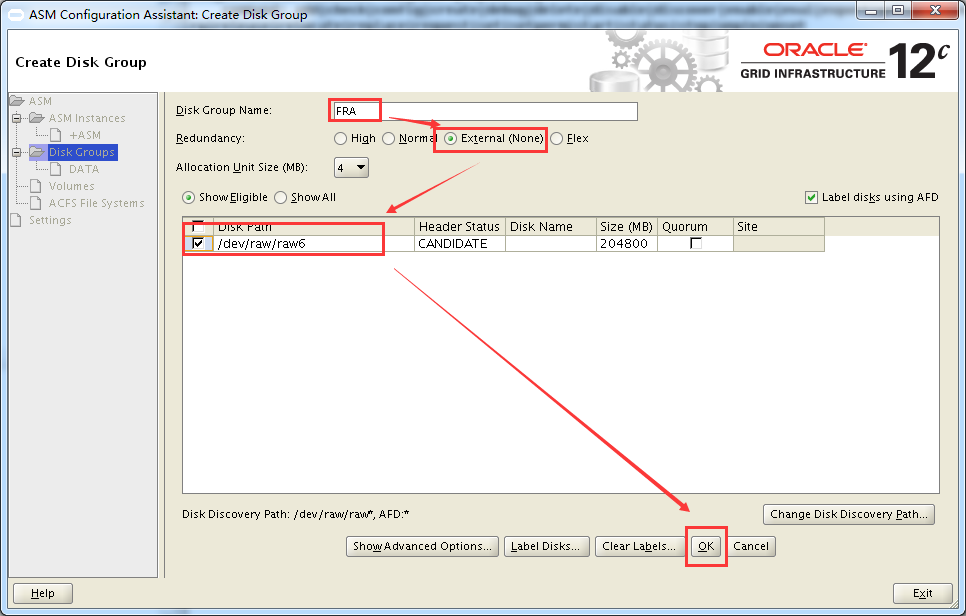 ASM Configuration Assistant: Create Disk Group
Create Disk Group
ORACLE
GRID INFRASTRUCTURE 12c
ASM
ASM Instances
+ASM
Disk Groups
DATA
Volumes
ACFS File Systems
Settings
Disk Group Name: FRA
Redundancy: High Normal External (None) Flex
Allocation Unit Size (MB): 4
Show Eligible Show All Label disks using AFD
Disk Path Header Status Disk Name Size (MB) Quorum Site
/dev/raw/raw6 CANDIDATE 204800
Disk Discovery Path: /dev/raw/raw*, AFD:* Change Disk Discovery Path...
Show Advanced Options... Label Disks... Clear Labels... OK Cancel
Help Exit